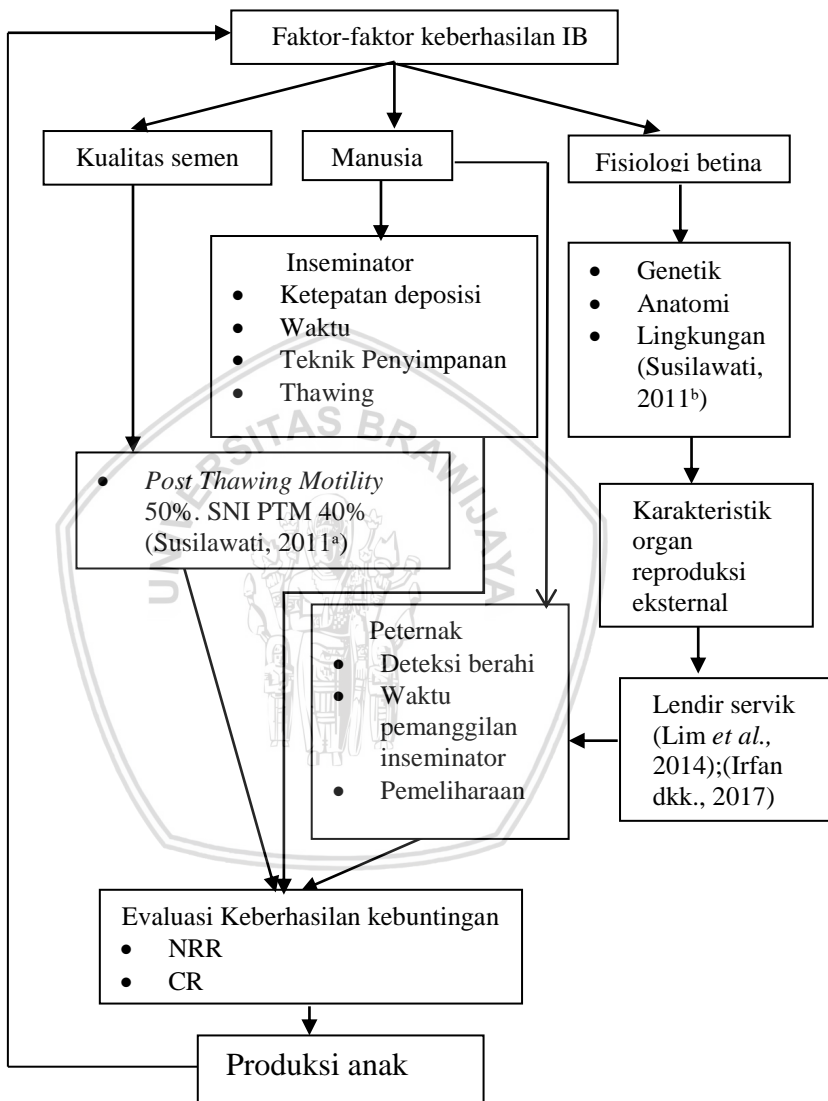 Faktor-faktor keberhasilan IB
Kualitas semen
Manusia
Fisiologi betina
Inseminator
• Ketepatan deposisi
• Waktu
• Teknik Penyimpanan
• Thawing
• Genetik
• Anatomi
• Lingkungan
(Susilawati,
2011ᵇ)
• Post Thawing Motility
50%. SNI PTM 40%
(Susilawati, 2011ᵃ)
Karakteristik
organ
reproduksi
eksternal
Peternak
• Deteksi berahi
• Waktu
pemanggilan
inseminator
• Pemeliharaan
Lendir servik
(Lim et al.,
2014);(Irfan
dkk., 2017)
Evaluasi Keberhasilan kebuntingan
• NRR
• CR
Produksi anak
UNIVERSITAS BRAWIJAYA